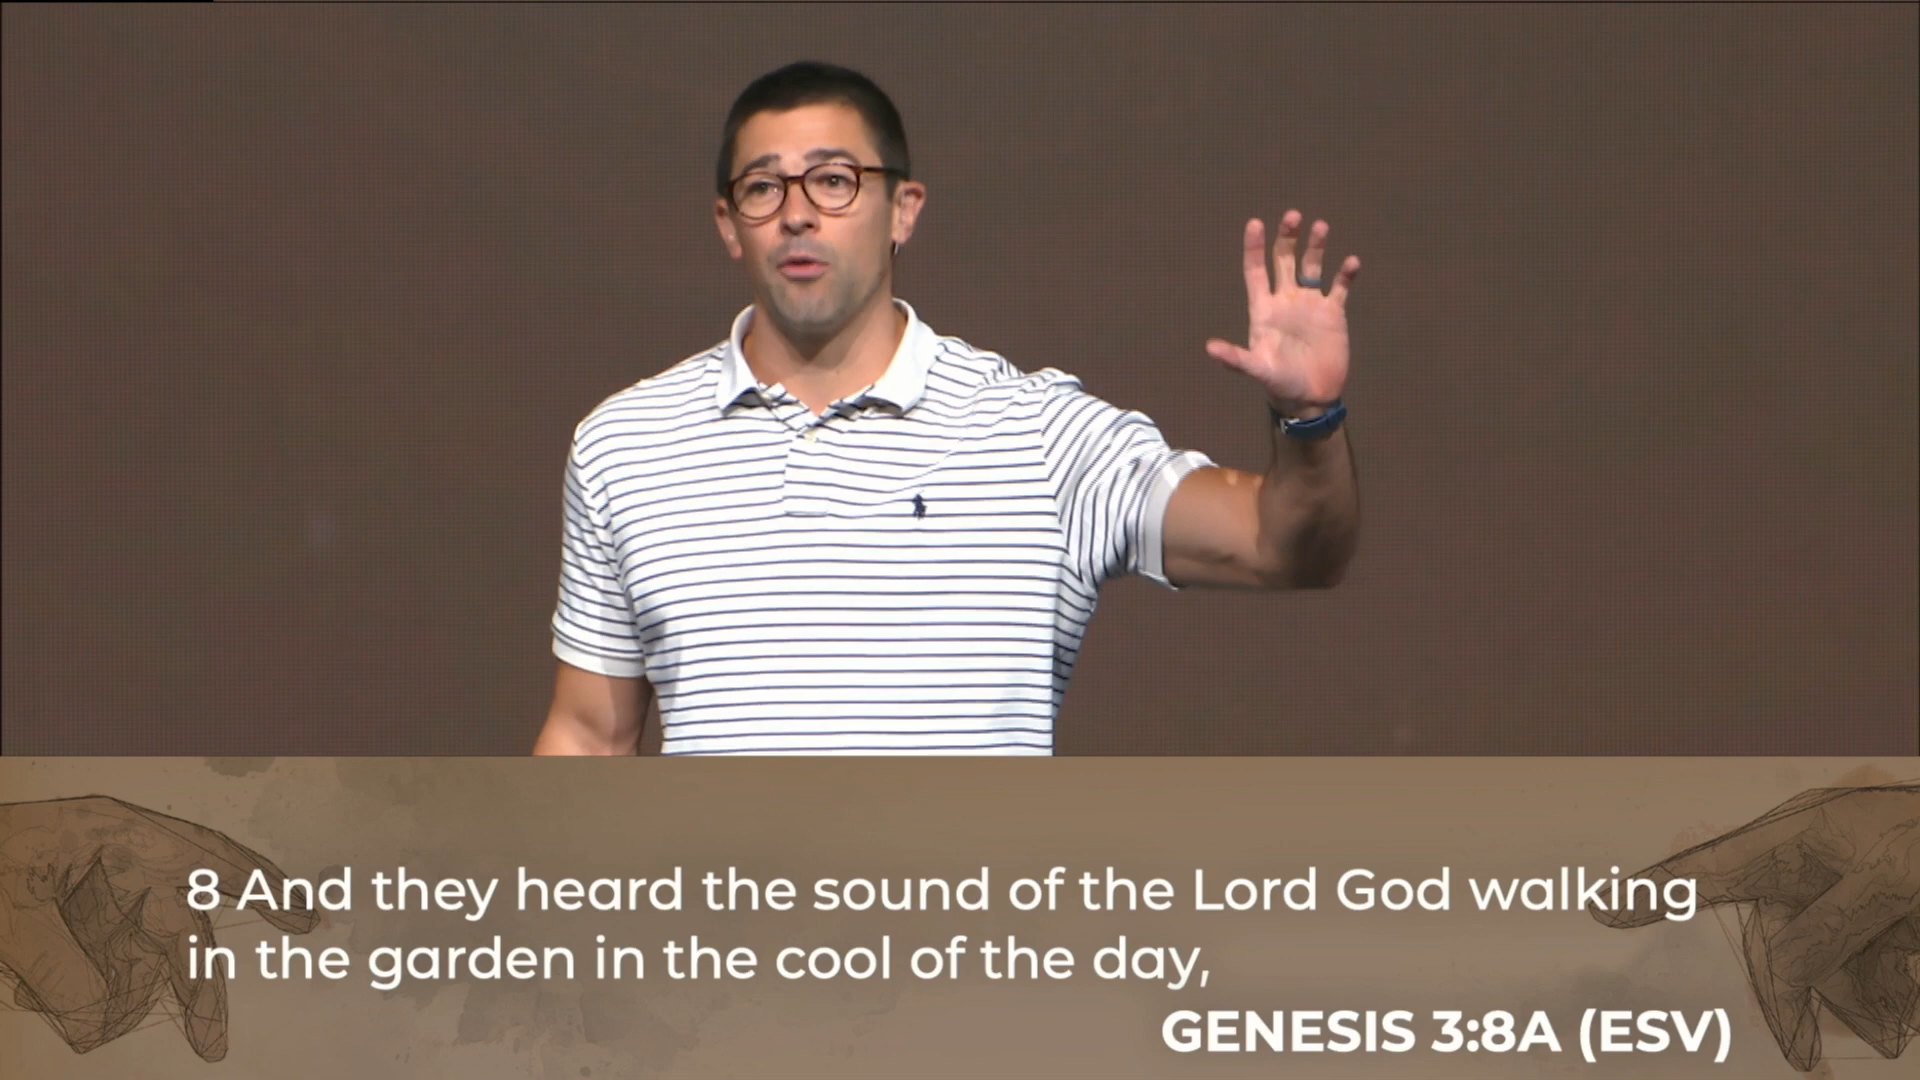 8 And they heard the sound of the Lord God walking
in the garden in the cool of the day,
GENESIS 3:8A (ESV)